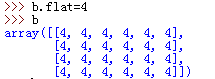 >>> b.flat=4
>>> b
array([[4, 4, 4, 4, 4, 4],
[4, 4, 4, 4, 4, 4],
[4, 4, 4, 4, 4, 4],
[4, 4, 4, 4, 4, 4]])